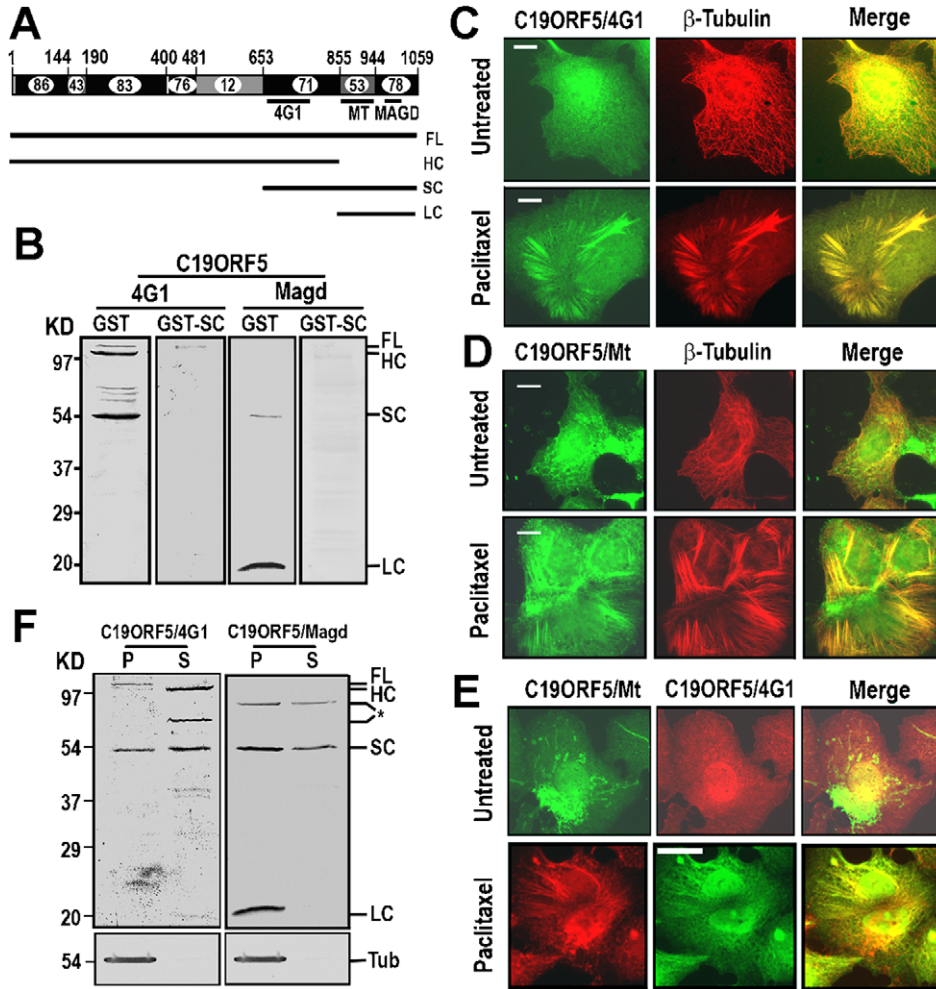 A
1 144 190 400 481 653 855 944 1059
86 43 83 76 12 71 53 78
4G1 MT MAGD
FL
HC
SC
LC
B
C19ORF5
4G1 Magd
KD GST GST-SC GST GST-SC
FL
97
HC
54
SC
37
29
20
LC
F
C19ORF5/4G1 C19ORF5/Magd
KD P S P S
FL
97
HC
*
54
SC
37
29
20
LC
54
Tub
C
C19ORF5/4G1 β-Tubulin Merge
Untreated
Paclitaxel
D
C19ORF5/Mt β-Tubulin Merge
Untreated
Paclitaxel
E
C19ORF5/Mt C19ORF5/4G1 Merge
Untreated
Paclitaxel